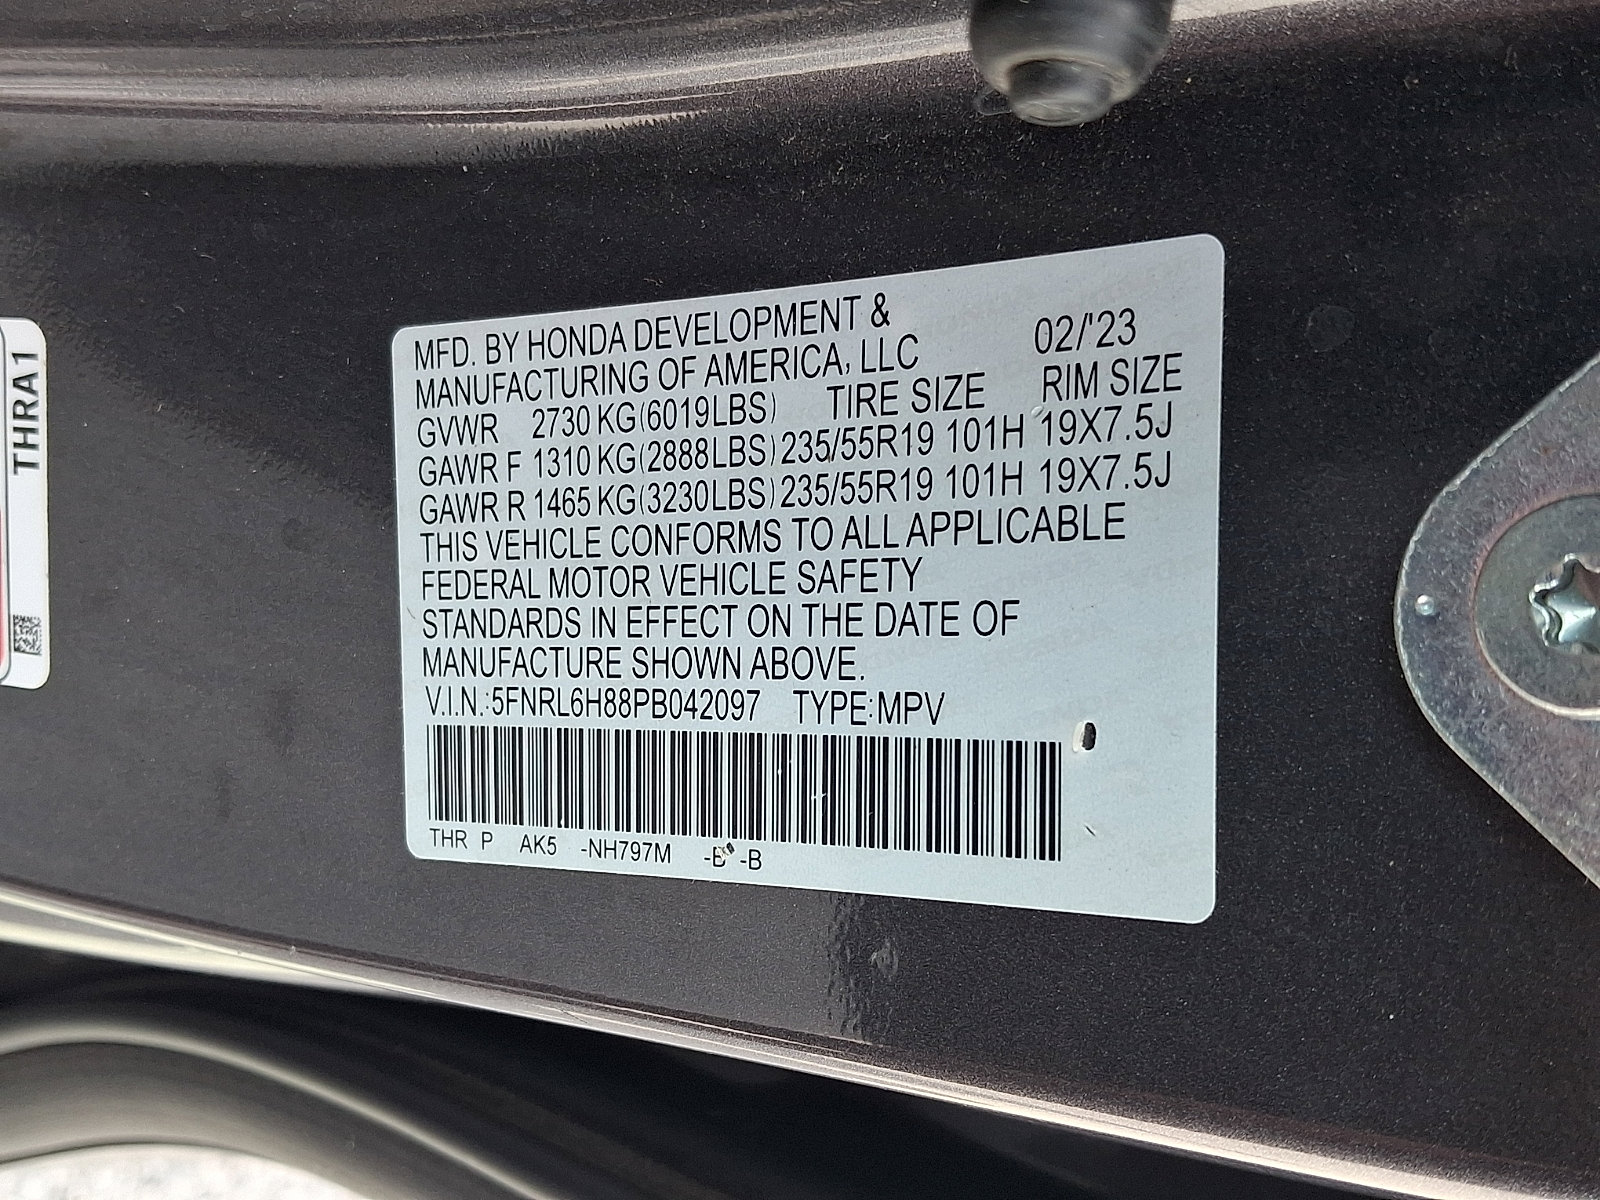 MFD. BY HONDA DEVELOPMENT &
MANUFACTURING OF AMERICA, LLC 02/'23
GVWR 2730 KG(6019LBS) TIRE SIZE RIM SIZE
GAWR F 1310 KG(2888LBS) 235/55R19 101H 19X7.5J
GAWR R 1465 KG(3230LBS) 235/55R19 101H 19X7.5J
THIS VEHICLE CONFORMS TO ALL APPLICABLE
FEDERAL MOTOR VEHICLE SAFETY
STANDARDS IN EFFECT ON THE DATE OF
MANUFACTURE SHOWN ABOVE.
V.I.N.:5FNRL6H88PB042097 TYPE:MPV
THR P AK5 -NH797M -B -B
THRA1